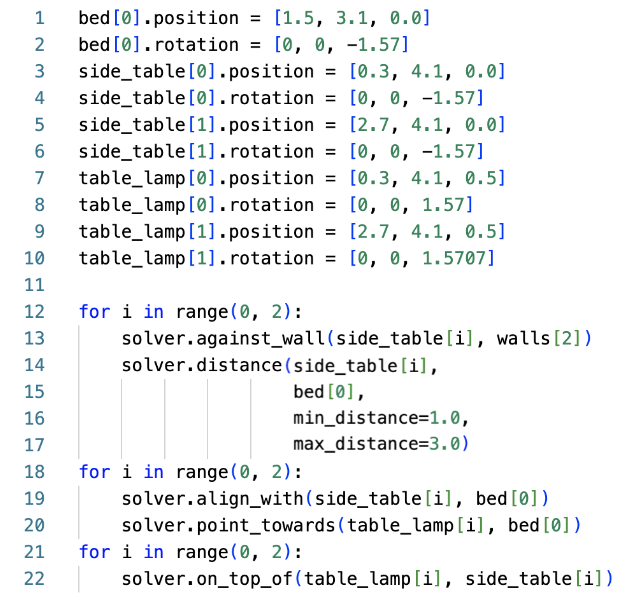 1 bed[0].position = [1.5, 3.1, 0.0]
2 bed[0].rotation = [0, 0, -1.57]
3 side_table[0].position = [0.3, 4.1, 0.0]
4 side_table[0].rotation = [0, 0, -1.57]
5 side_table[1].position = [2.7, 4.1, 0.0]
6 side_table[1].rotation = [0, 0, -1.57]
7 table_lamp[0].position = [0.3, 4.1, 0.5]
8 table_lamp[0].rotation = [0, 0, 1.57]
9 table_lamp[1].position = [2.7, 4.1, 0.5]
10 table_lamp[1].rotation = [0, 0, 1.5707]
11
12 for i in range(0, 2):
13     solver.against_wall(side_table[i], walls[2])
14     solver.distance(side_table[i],
15                     bed[0],
16                     min_distance=1.0,
17                     max_distance=3.0)
18 for i in range(0, 2):
19     solver.align_with(side_table[i], bed[0])
20     solver.point_towards(table_lamp[i], bed[0])
21 for i in range(0, 2):
22     solver.on_top_of(table_lamp[i], side_table[i])